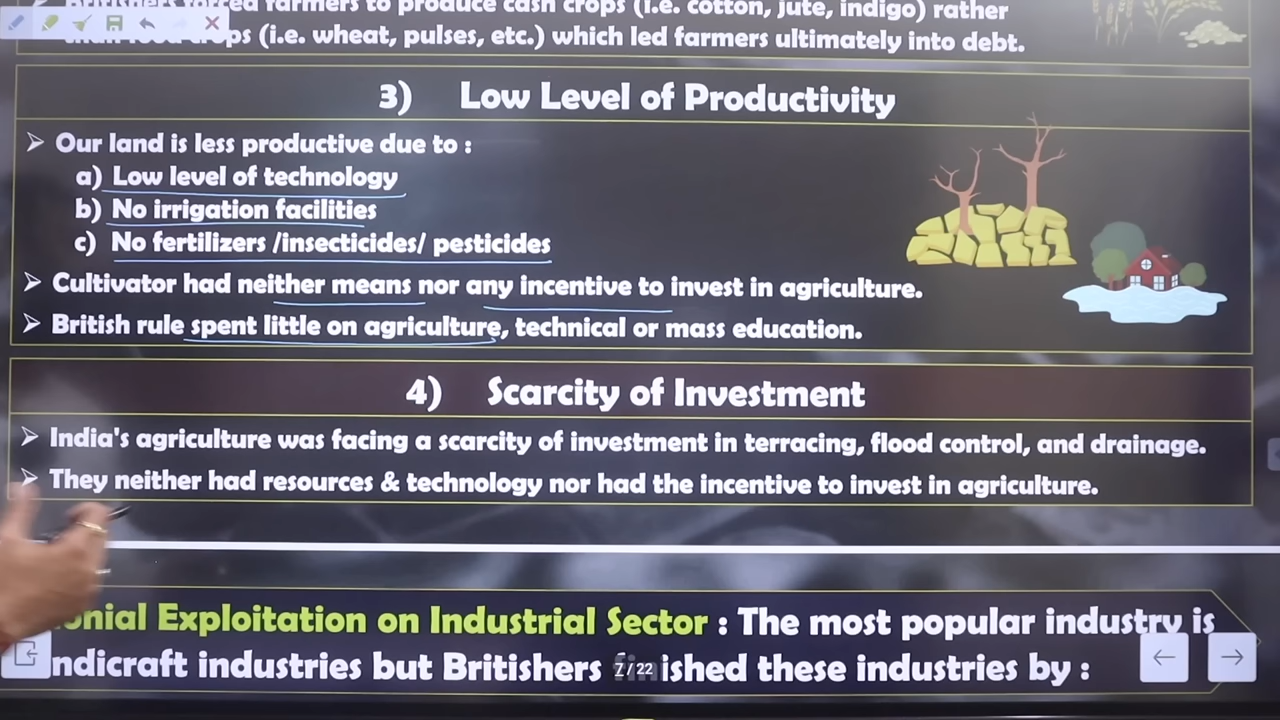 farmers to produce cash crops (i.e. cotton, jute, indigo) rather
(i.e. wheat, pulses, etc.) which led farmers ultimately into debt.
3) Low Level of Productivity
➢ Our land is less productive due to :
a) Low level of technology
b) No irrigation facilities
c) No fertilizers /insecticides/ pesticides
➢ Cultivator had neither means nor any incentive to invest in agriculture.
➢ British rule spent little on agriculture, technical or mass education.
4) Scarcity of Investment
➢ India's agriculture was facing a scarcity of investment in terracing, flood control, and drainage.
➢ They neither had resources & technology nor had the incentive to invest in agriculture.
Exploitation on Industrial Sector : The most popular industry is
industries but Britishers these industries by :
7 / 22